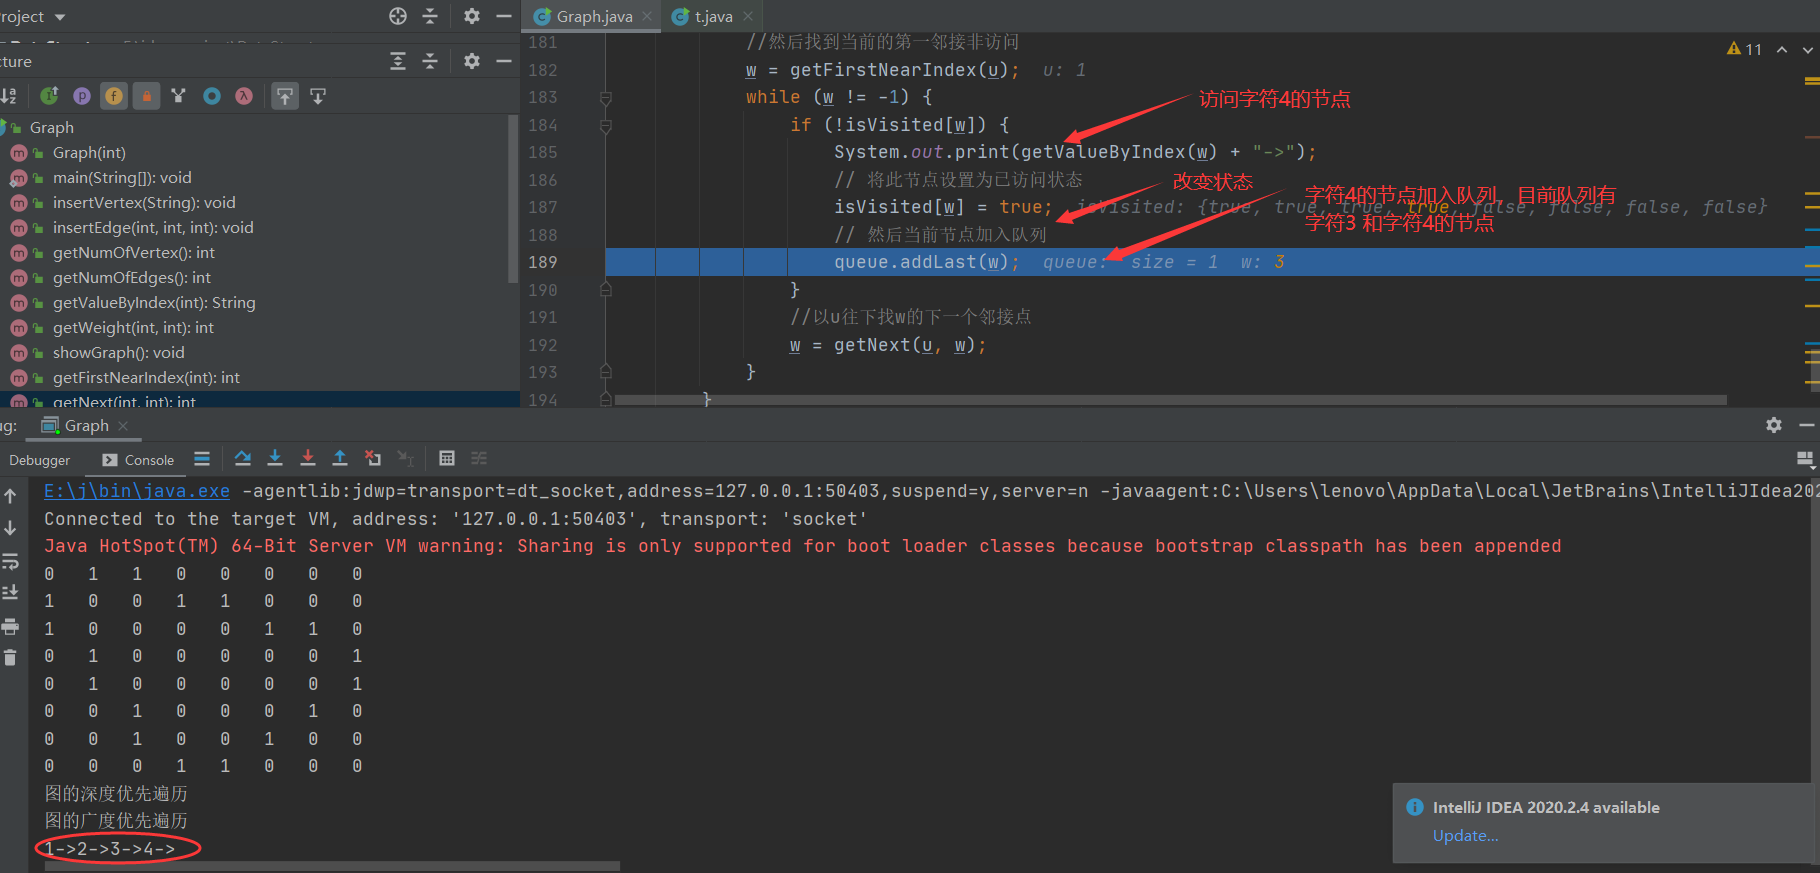 roject
Graph.java
t.java
cture
Graph
Graph(int)
main(String[]): void
insertVertex(String): void
insertEdge(int, int, int): void
getNumOfVertex(): int
getNumOfEdges(): int
getValueByIndex(int): String
getWeight(int, int): int
showGraph(): void
getFirstNearIndex(int): int
getNext(int, int): int
11
181 //然后找到当前的第一邻接非访问
182 w = getFirstNearIndex(u); u: 1
183 while (w != -1) {
184 if (!isVisited[w]) {
185 System.out.print(getValueByIndex(w) + "->");
186 // 将此节点设置为已访问状态
187 isVisited[w] = true; isVisited: {true, true, true, true, false, false, false, false}
188 // 然后当前节点加入队列
189 queue.addLast(w); queue: size = 1 w: 3
190 }
191 //以u往下找w的下一个邻接点
192 w = getNext(u, w);
193 }
194 }
访问字符4的节点
改变状态
字符4的节点加入队列，目前队列有
字符3 和字符4的节点
ug: Graph
Debugger Console
E:\j\bin\java.exe -agentlib:jdwp=transport=dt_socket,address=127.0.0.1:50403,suspend=y,server=n -javaagent:C:\Users\lenovo\AppData\Local\JetBrains\IntelliJIdea202
Connected to the target VM, address: '127.0.0.1:50403', transport: 'socket'
Java HotSpot(TM) 64-Bit Server VM warning: Sharing is only supported for boot loader classes because bootstrap classpath has been appended
0 1 1 0 0 0 0 0
1 0 0 1 1 0 0 0
1 0 0 0 0 1 1 0
0 1 0 0 0 0 0 1
0 1 0 0 0 0 0 1
0 0 1 0 0 0 1 0
0 0 1 0 0 1 0 0
0 0 0 1 1 0 0 0
图的深度优先遍历
图的广度优先遍历
1->2->3->4->
IntelliJ IDEA 2020.2.4 available
Update...